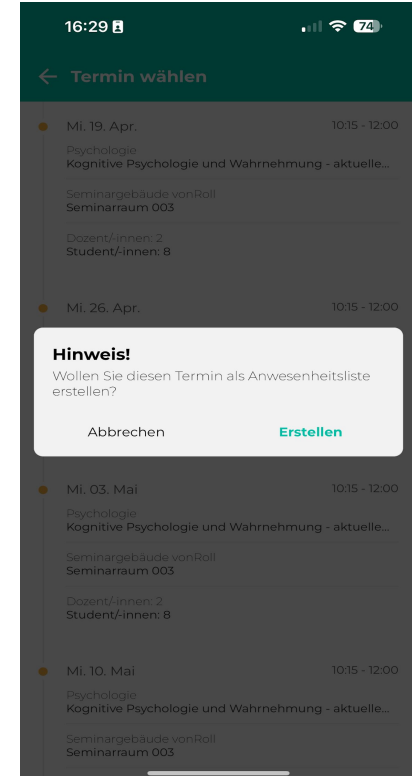 16:29
74
Termin wählen
Mi. 19. Apr. 10:15 - 12:00
Psychologie
Kognitive Psychologie und Wahrnehmung - aktuelle...
Seminargebäude vonRoll
Seminarraum 003
Dozent/-innen: 2
Student/-innen: 8
Mi. 26. Apr. 10:15 - 12:00
Hinweis!
Wollen Sie diesen Termin als Anwesenheitsliste
erstellen?
Abbrechen Erstellen
Mi. 03. Mai 10:15 - 12:00
Psychologie
Kognitive Psychologie und Wahrnehmung - aktuelle...
Seminargebäude vonRoll
Seminarraum 003
Dozent/-innen: 2
Student/-innen: 8
Mi. 10. Mai 10:15 - 12:00
Psychologie
Kognitive Psychologie und Wahrnehmung - aktuelle...
Seminargebäude vonRoll
Seminarraum 003